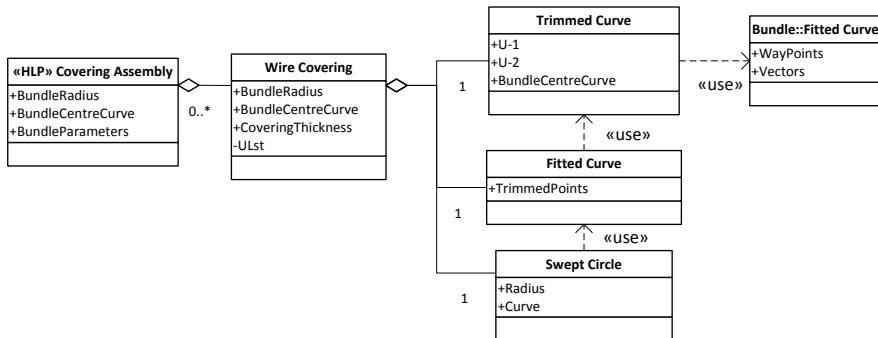 «HLP» Covering Assembly
+BundleRadius
+BundleCentreCurve
+BundleParameters
0..*
Wire Covering
+BundleRadius
+BundleCentreCurve
+CoveringThickness
-ULst
1
1
1
Trimmed Curve
+U-1
+U-2
+BundleCentreCurve
«use»
Bundle::Fitted Curve
+WayPoints
+Vectors
«use»
Fitted Curve
+TrimmedPoints
«use»
Swept Circle
+Radius
+Curve